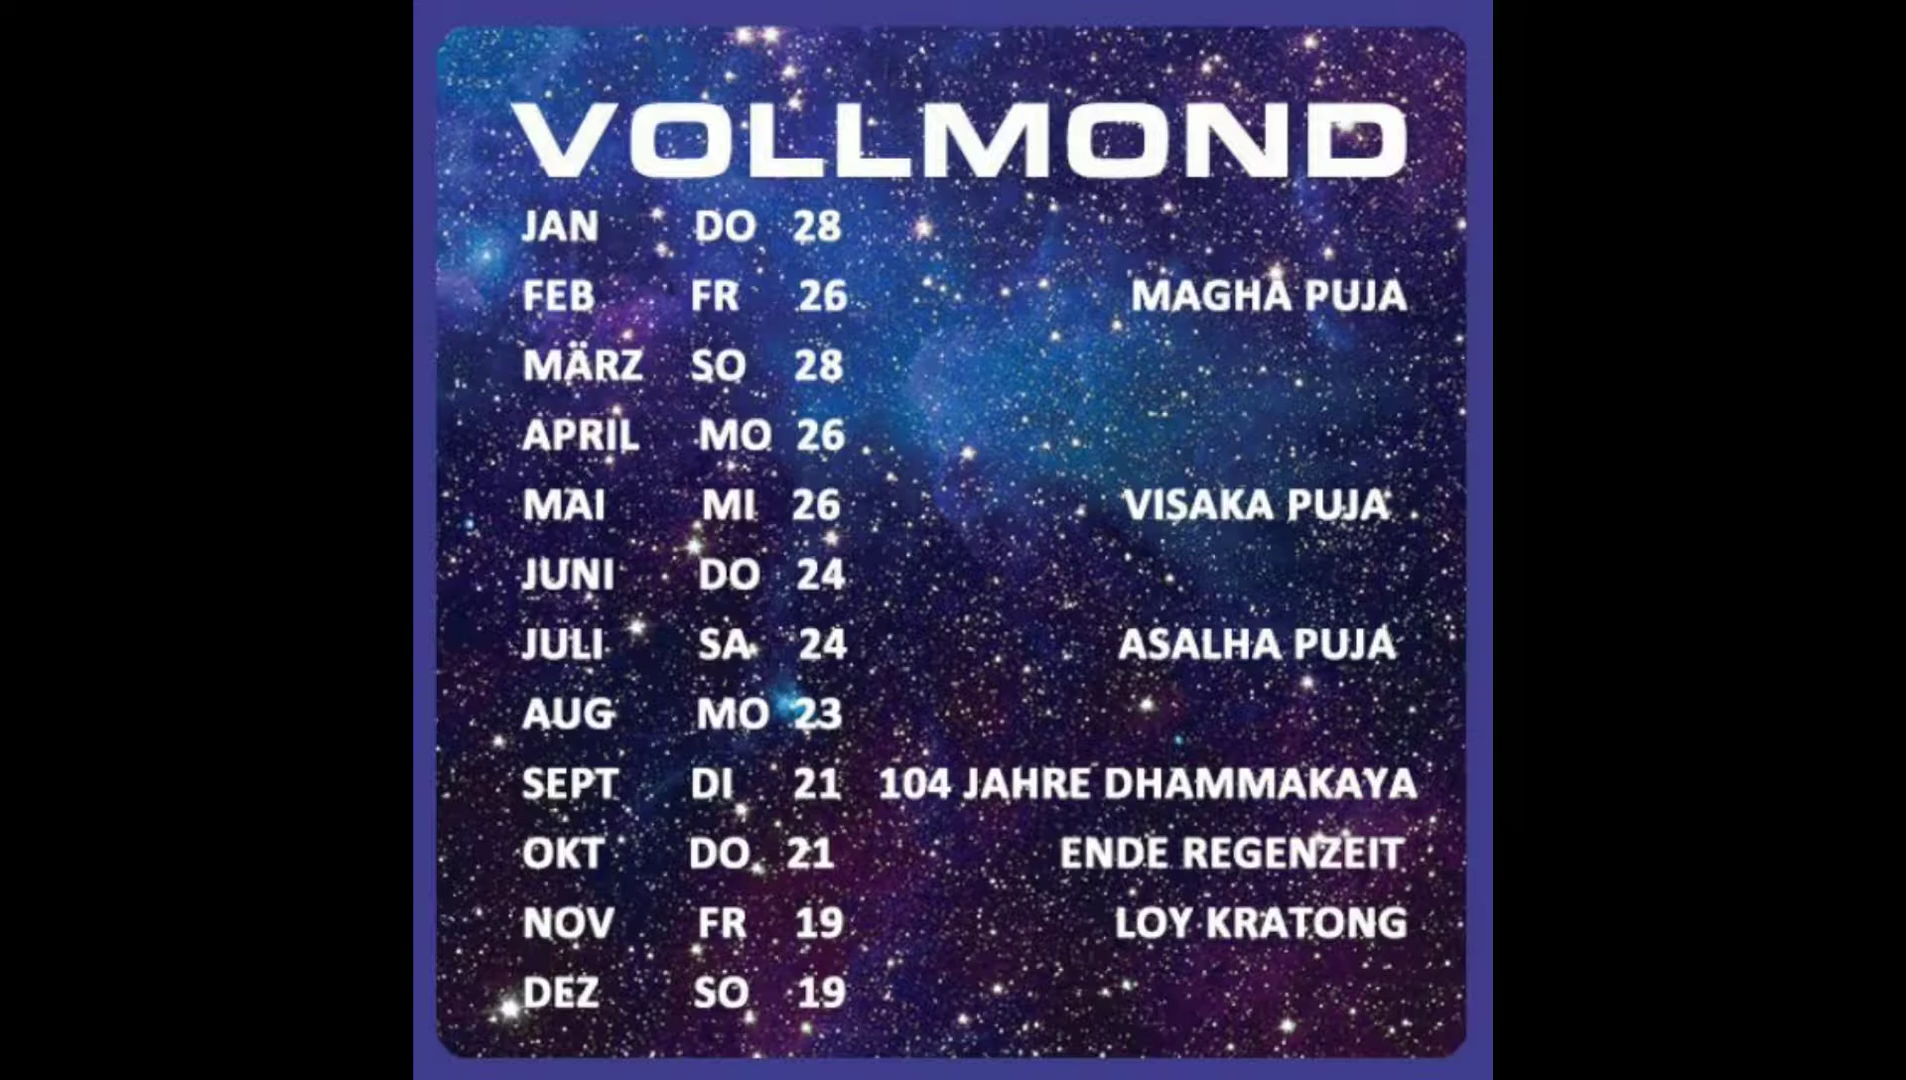 VOLLMOND
JAN DO 28
FEB FR 26 MAGHA PUJA
MÄRZ SO 28
APRIL MO 26
MAI MI 26 VISAKA PUJA
JUNI DO 24
JULI SA 24 ASALHA PUJA
AUG MO 23
SEPT DI 21 104 JAHRE DHAMMAKAYA
OKT DO 21 ENDE REGENZEIT
NOV FR 19 LOY KRATONG
DEZ SO 19